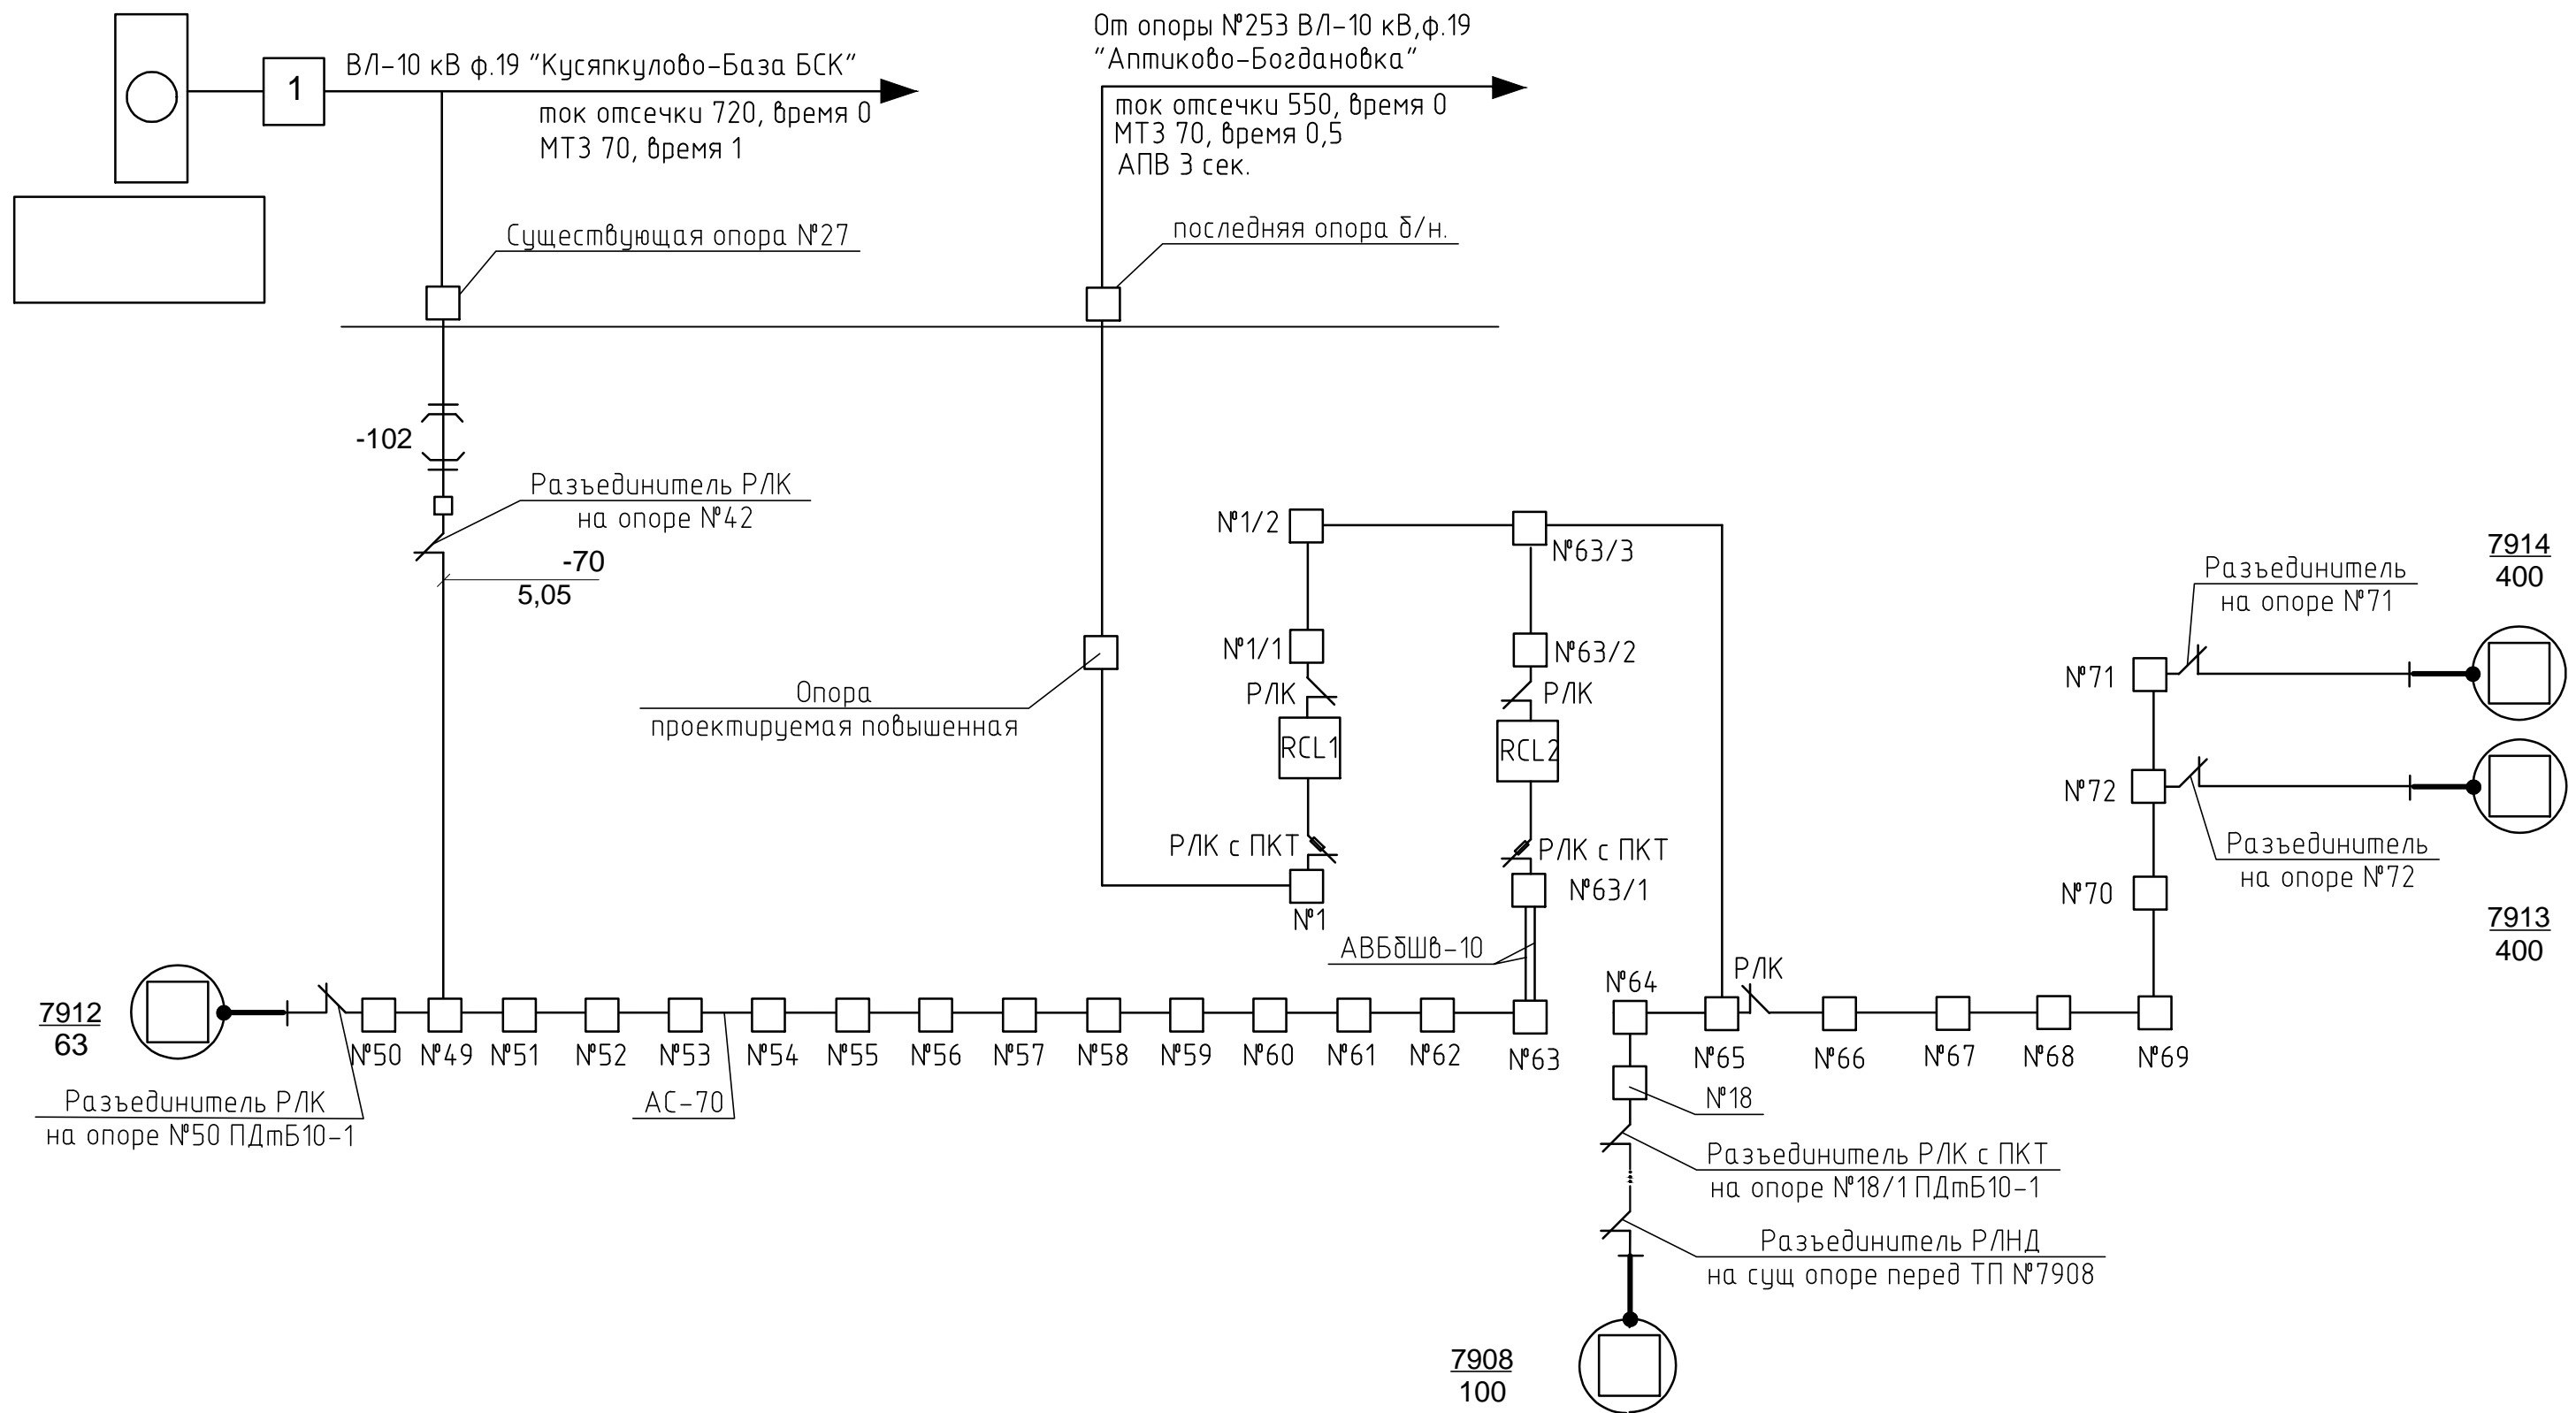 1
ВЛ-10 кВ ф.19 "Кусяпкулово-База БСК"
ток отсечки 720, время 0
МТЗ 70, время 1
От опоры №253 ВЛ-10 кВ,ф.19
"Аптиково-Богдановка"
ток отсечки 550, время 0
МТЗ 70, время 0,5
АПВ 3 сек.
Существующая опора №27
последняя опора б/н.
-102
Разъединитель РЛК
на опоре №42
-70
5,05
Опора
проектируемая повышенная
№1/2
№63/3
№1/1
№63/2
РЛК
РЛК
RCL1
RCL2
РЛК с ПКТ
РЛК с ПКТ
№1
№63/1
АВБбШв-10
7914
400
Разъединитель
на опоре №71
№71
№72
Разъединитель
на опоре №72
№70
7913
400
7912
63
№50
№49
№51
№52
№53
№54
№55
№56
№57
№58
№59
№60
№61
№62
№63
№64
РЛК
№65
№66
№67
№68
№69
Разъединитель РЛК
на опоре №50 ПДтБ10-1
АС-70
№18
Разъединитель РЛК с ПКТ
на опоре №18/1 ПДтБ10-1
Разъединитель РЛНД
на сущ опоре перед ТП №7908
7908
100